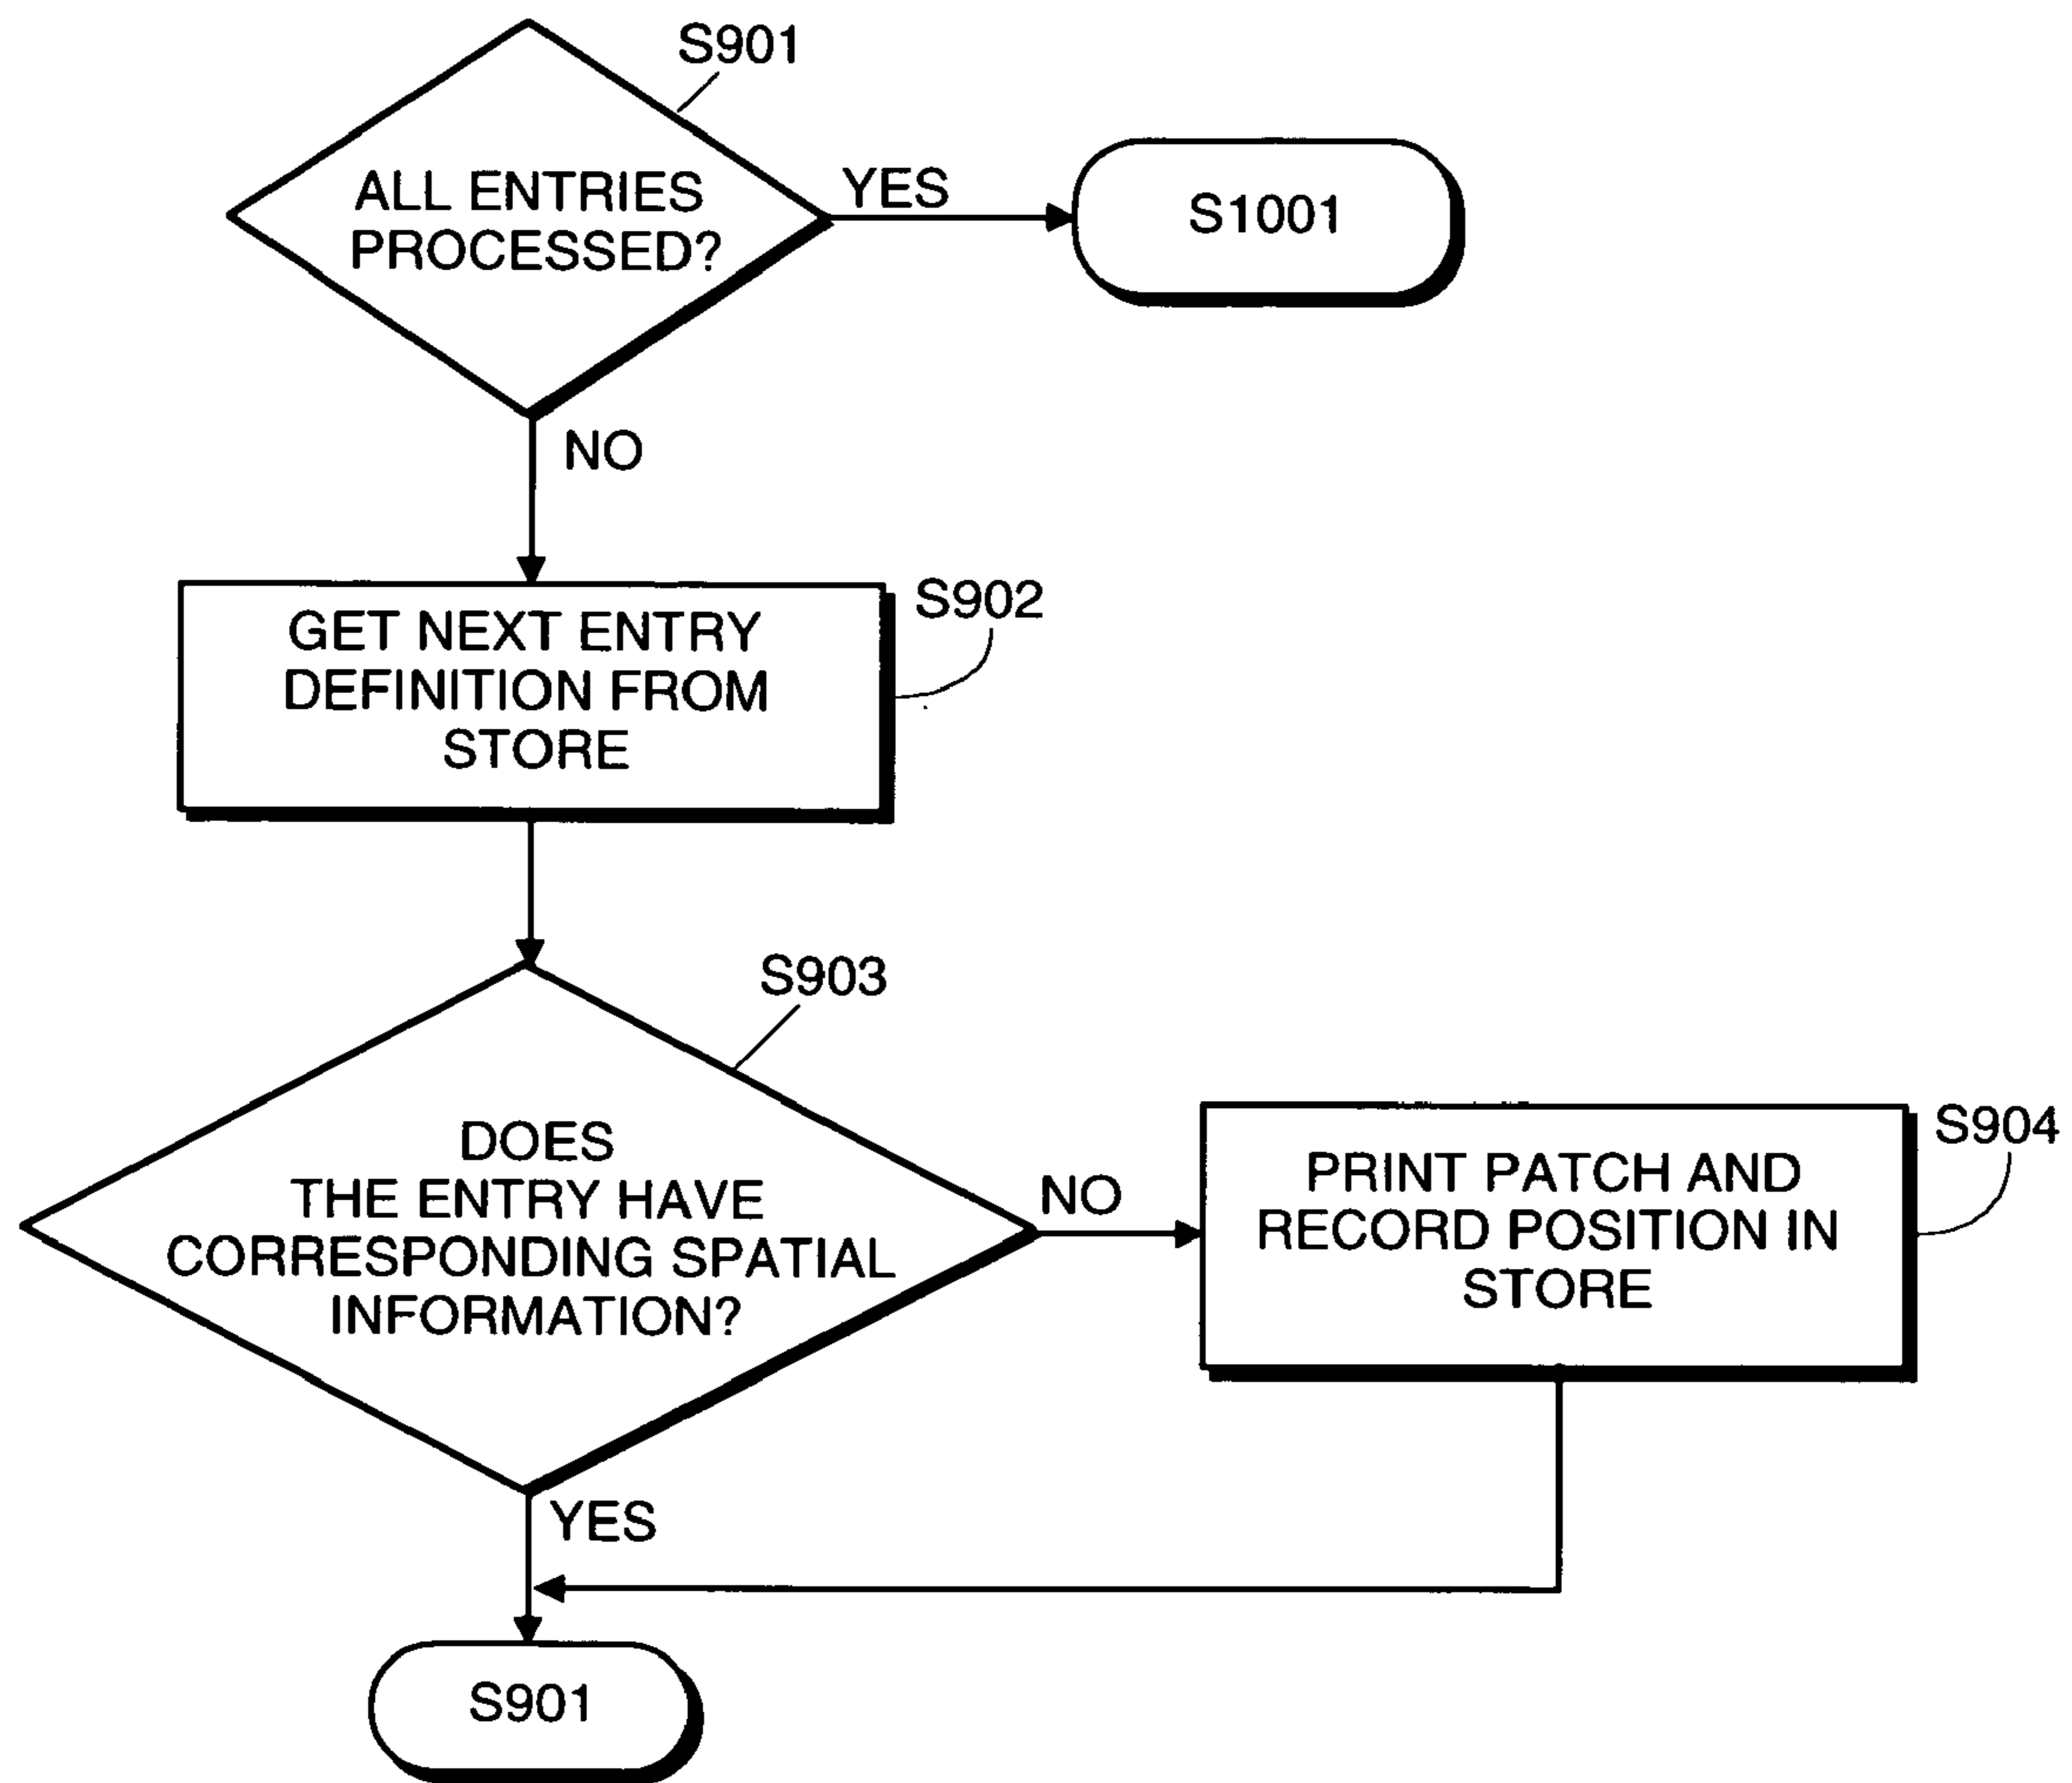 S901
ALL ENTRIES
PROCESSED?
YES
S1001
NO
GET NEXT ENTRY
DEFINITION FROM
STORE
S902
S903
DOES
THE ENTRY HAVE
CORRESPONDING SPATIAL
INFORMATION?
NO
PRINT PATCH AND
RECORD POSITION IN
STORE
S904
YES
S901